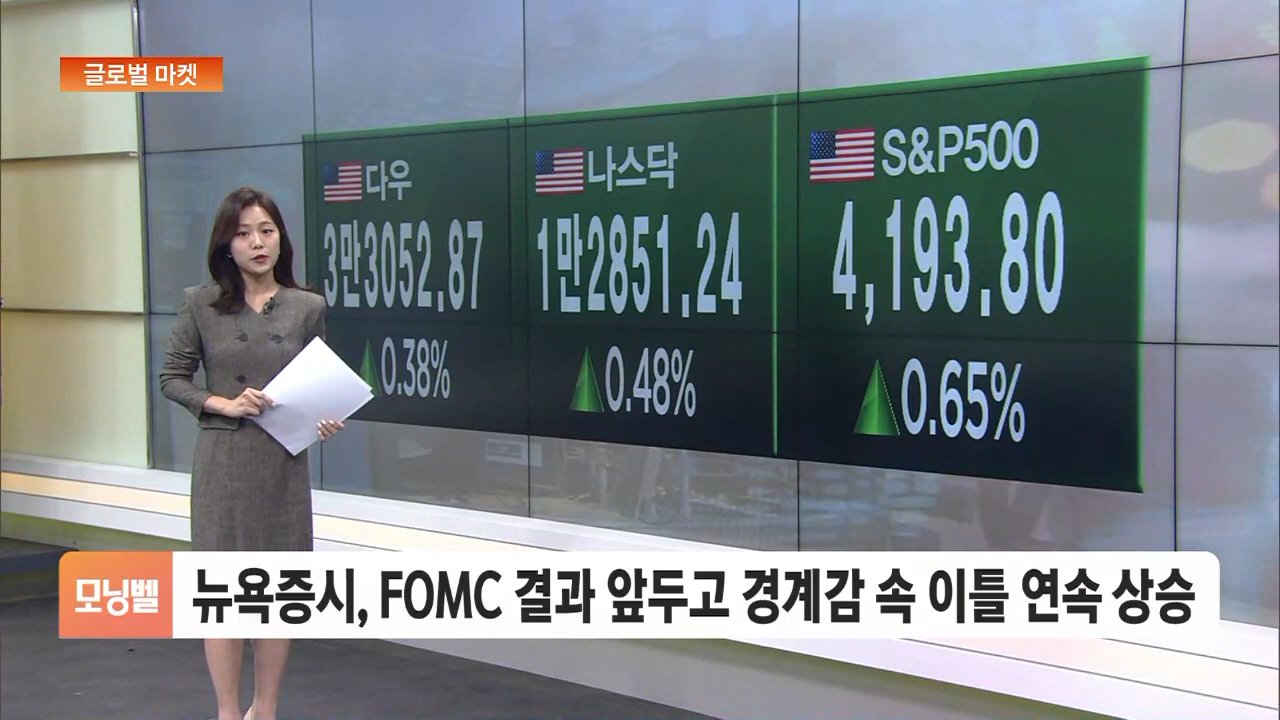 글로벌 마켓
다우
3만3052.87
0.38%
나스닥
1만2851.24
0.48%
S&P500
4,193.80
0.65%
모닝벨
뉴욕증시, FOMC 결과 앞두고 경계감 속 이틀 연속 상승